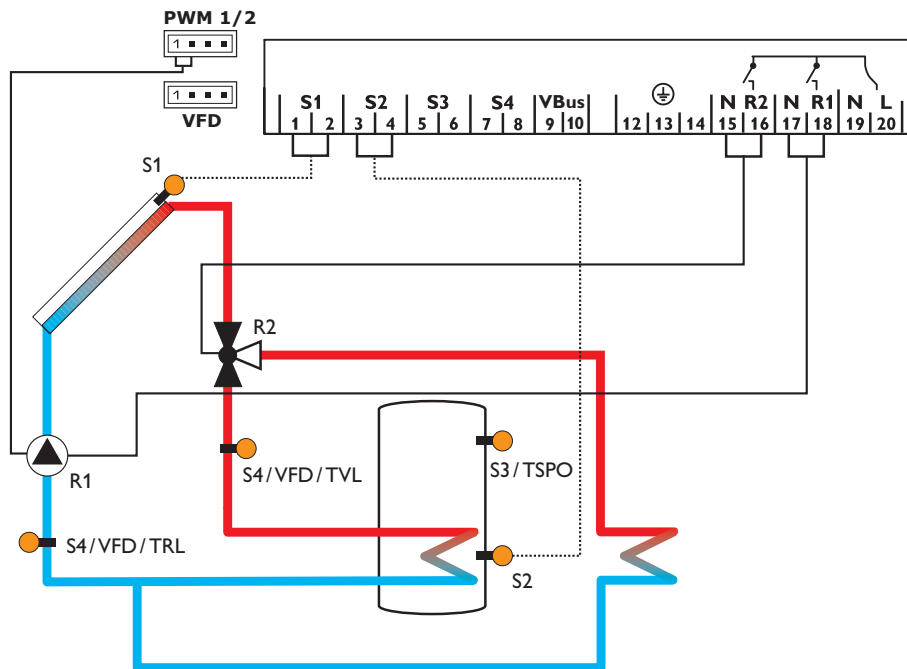 PWM 1/2
1
1
VFD
S1 S2 S3 S4 VBus N R2 N R1 N L
1 2 3 4 5 6 7 8 9 10 12 13 14 15 16 17 18 19 20
S1
R2
S4/VFD/TVL
S3/TSPO
R1
S4/VFD/TRL
S2